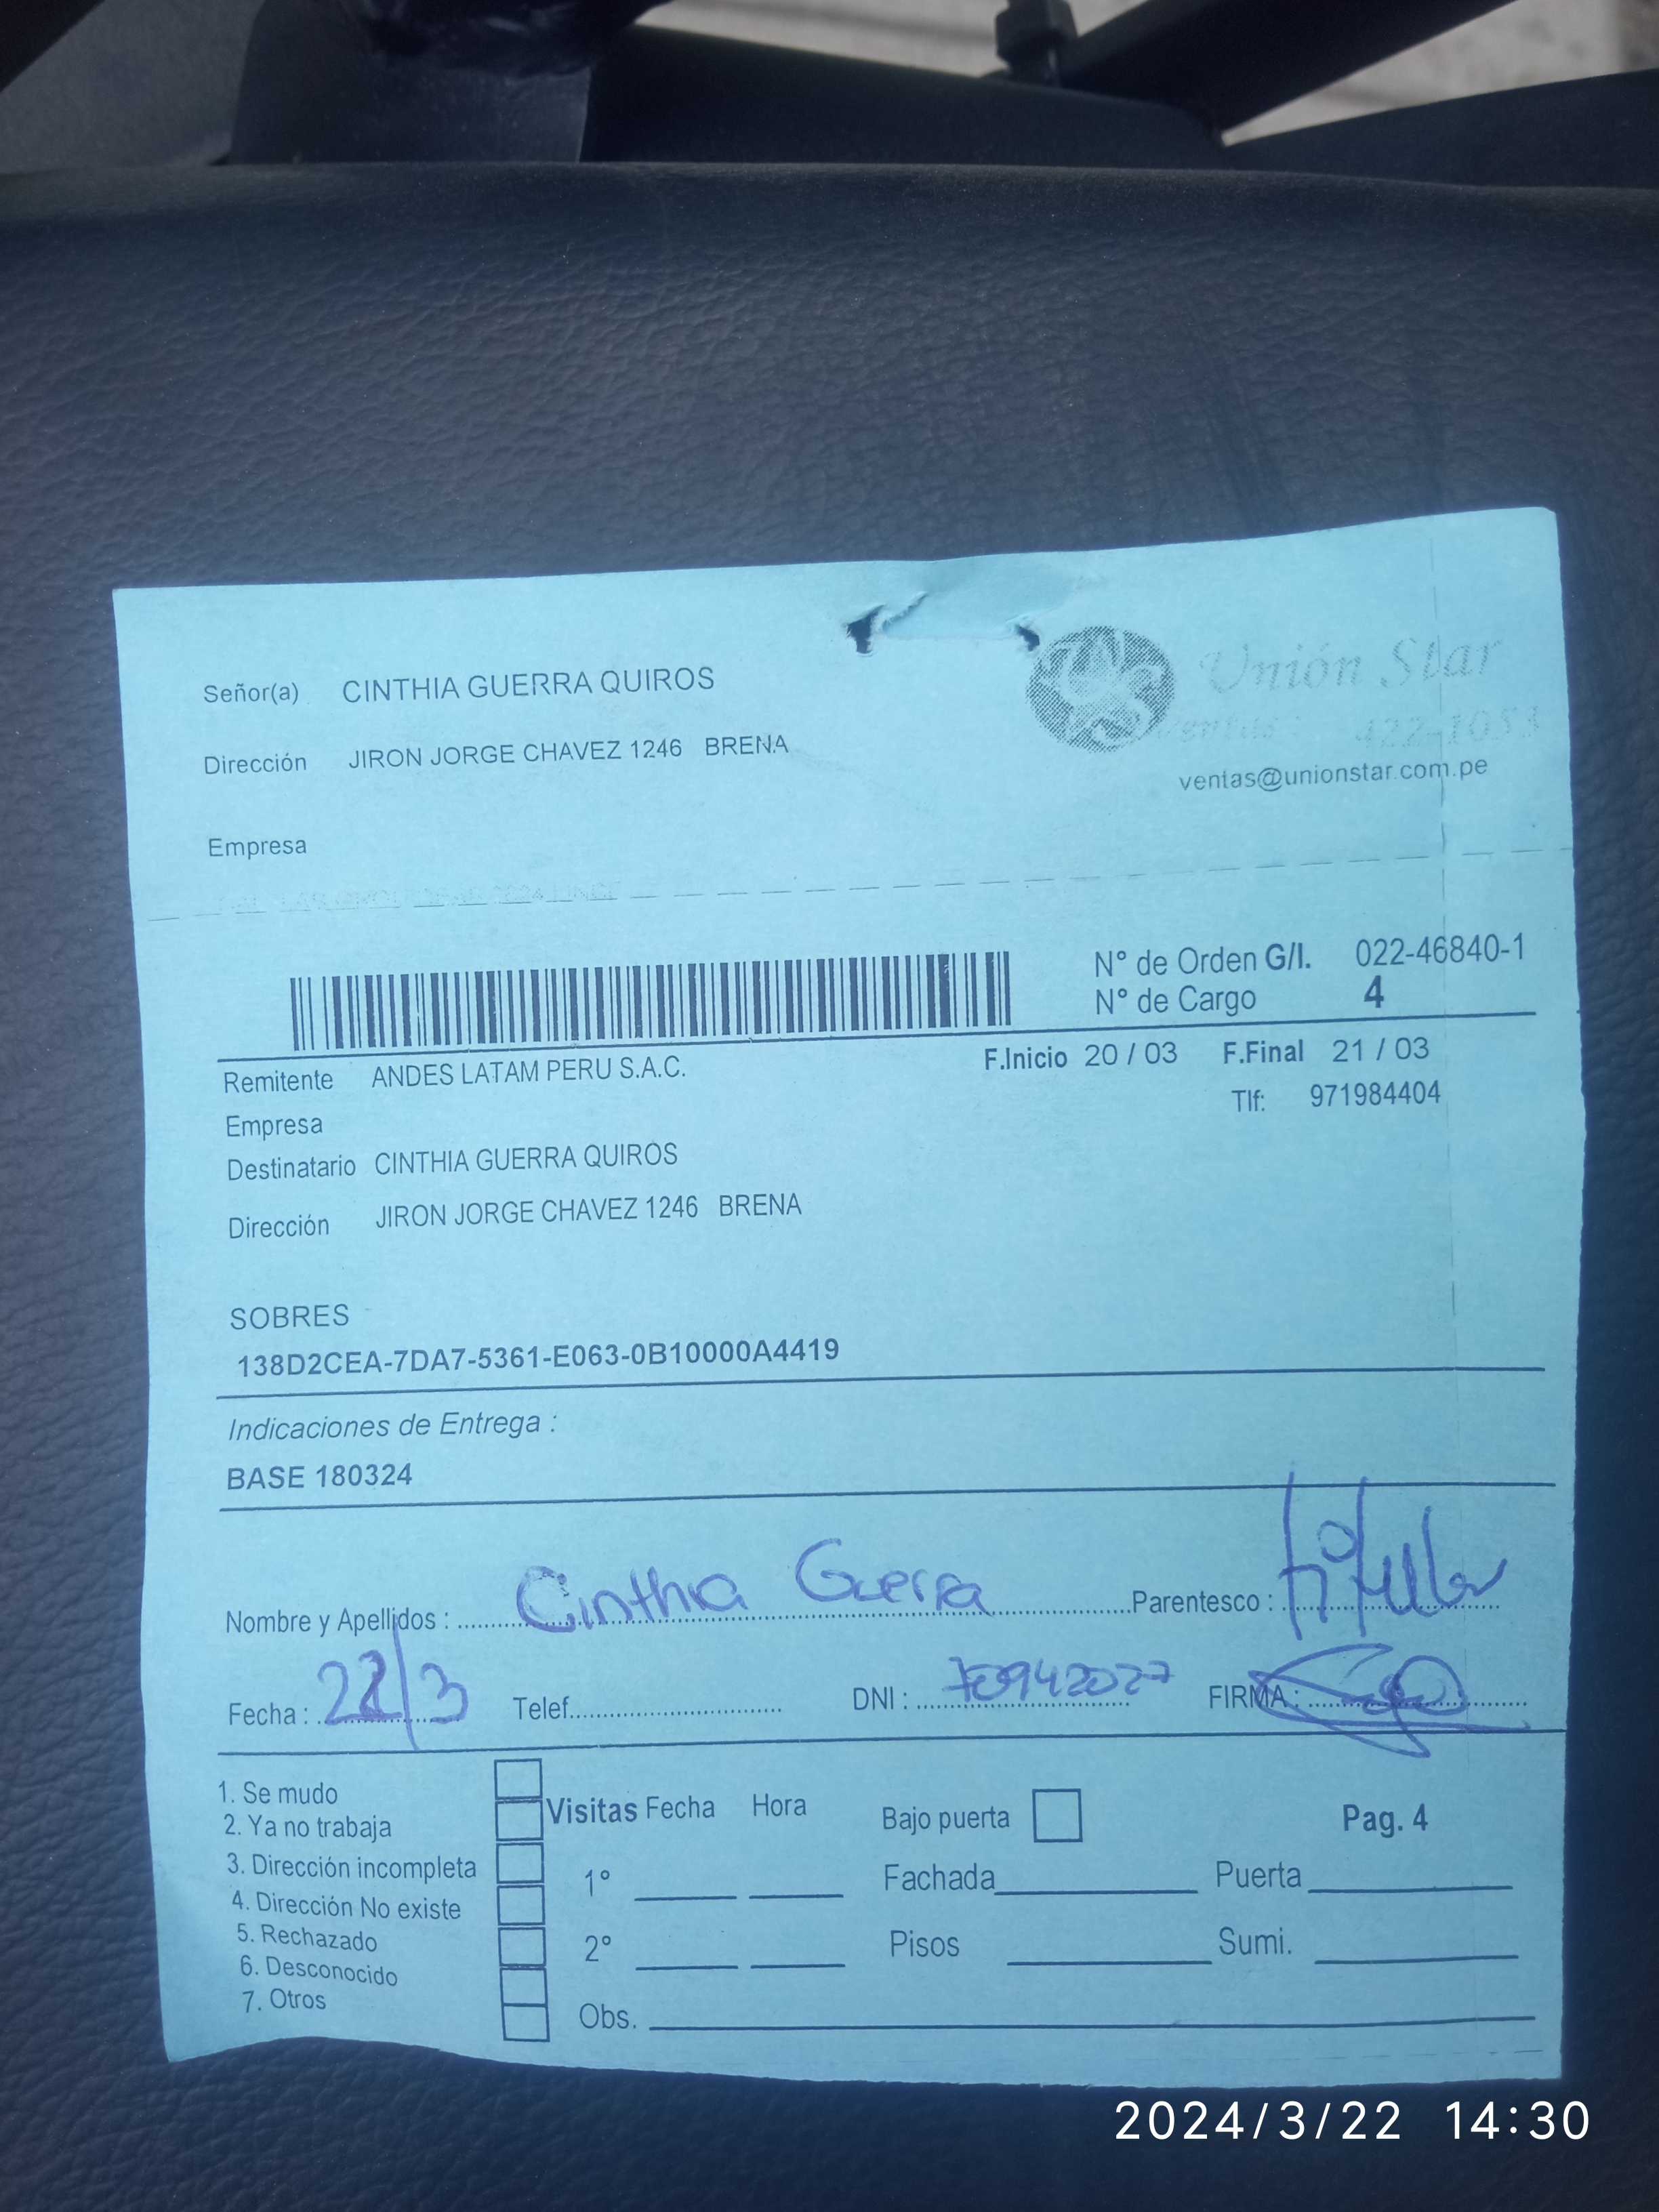 Señor(a) CINTHIA GUERRA QUIROS
Unión Star
Dirección JIRON JORGE CHAVEZ 1246 BRENA
422-1053
ventas@unionstar.com.pe
Empresa
N° de Orden G/I. 022-46840-1
N° de Cargo 4
Remitente ANDES LATAM PERU S.A.C.
F.Inicio 20 / 03 F.Final 21 / 03
Empresa
Tlf: 971984404
Destinatario CINTHIA GUERRA QUIROS
Dirección JIRON JORGE CHAVEZ 1246 BRENA
SOBRES
138D2CEA-7DA7-5361-E063-0B10000A4419
Indicaciones de Entrega :
BASE 180324
Nombre y Apellidos : Cinthia Guerra Parentesco : titular
Fecha : 22/3 Telef. DNI : 70942027 FIRMA :
1. Se mudo
2. Ya no trabaja
3. Dirección incompleta
4. Dirección No existe
5. Rechazado
6. Desconocido
7. Otros
Visitas Fecha Hora
1°
2°
Obs.
Bajo puerta
Pag. 4
Fachada Puerta
Pisos Sumi.
2024/3/22 14:30